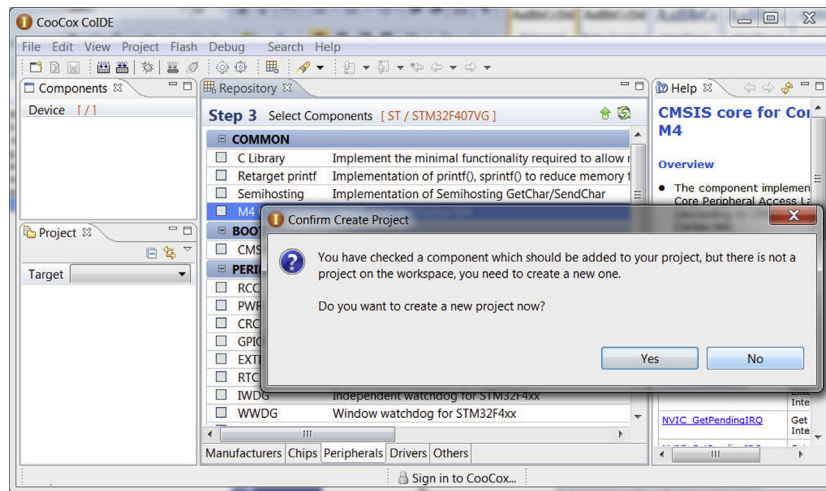 CooCox CoIDE
File Edit View Project Flash Debug Search Help
Components
Device [ / ]
Project
Target
Repository
Step 3 Select Components [ ST / STM32F407VG ]
COMMON
C Library Implement the minimal functionality required to allow
Retarget printf Implementation of printf(), sprintf() to reduce memory
Semihosting Implementation of Semihosting GetChar/SendChar
M4
BOO
CMS
PERI
RCC
PWR
CRC
GPIO
EXTI
RTC
IWDG Independent watchdog for STM32F4xx
WWDG Window watchdog for STM32F4xx
Manufacturers Chips Peripherals Drivers Others
Help
CMSIS core for Cor
M4
Overview
The component implemen
Core Peripheral Access La
NVIC_GetPendingIRQ Get
Inte
Confirm Create Project
You have checked a component which should be added to your project, but there is not a
project on the workspace, you need to create a new one.
Do you want to create a new project now?
Yes No
Sign in to CooCox...